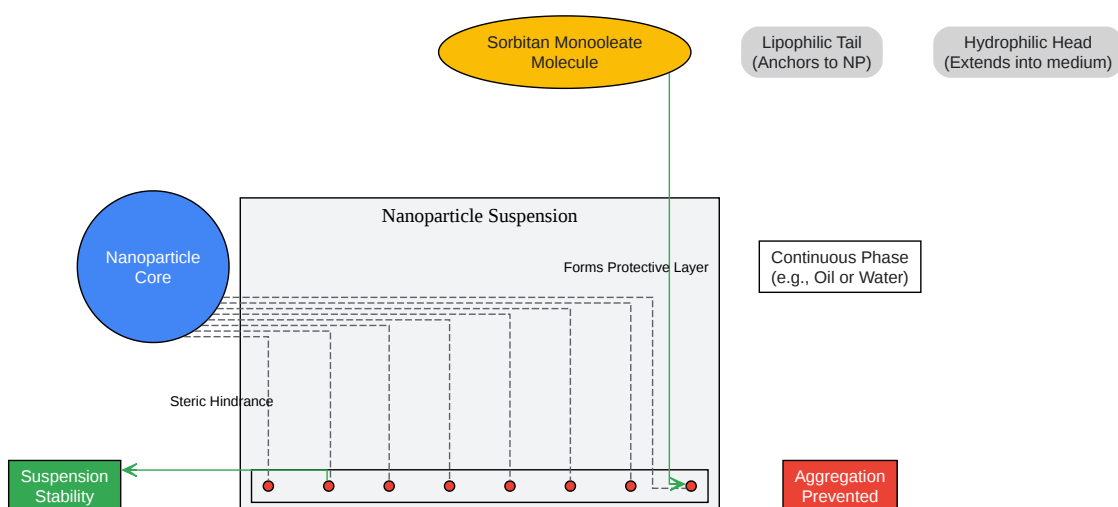 Sorbitan Monooleate
Molecule
Lipophilic Tail
(Anchors to NP)
Hydrophilic Head
(Extends into medium)
Nanoparticle Suspension
Nanoparticle
Core
Forms Protective Layer
Continuous Phase
(e.g., Oil or Water)
Steric Hindrance
Suspension
Stability
Aggregation
Prevented